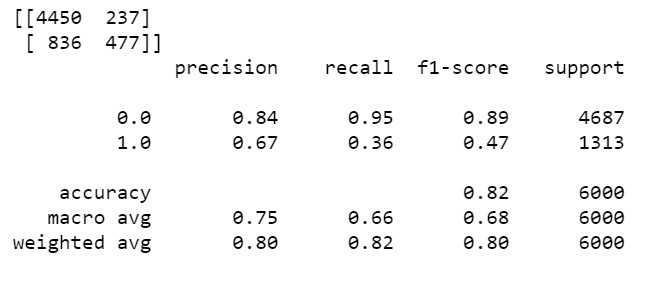 [[4450  237]
 [ 836  477]]
              precision    recall  f1-score   support

         0.0       0.84      0.95      0.89      4687
         1.0       0.67      0.36      0.47      1313

    accuracy                           0.82      6000
   macro avg       0.75      0.66      0.68      6000
weighted avg       0.80      0.82      0.80      6000